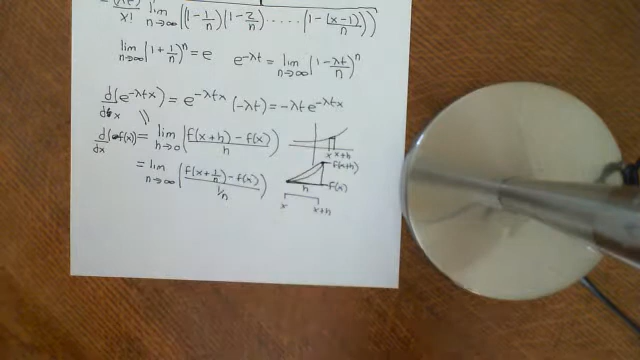 = (λt)^x/x! lim n→∞ ((1 - 1/n)(1 - 2/n) ..... (1 - (x-1)/n))
lim n→∞ (1 + 1/n)^n = e   e^-λt = lim n→∞ (1 - λt/n)^n
d/dx (e^-λtx) = e^-λtx (-λt) = -λt e^-λtx
d/dx (f(x)) = lim h→0 (f(x+h) - f(x) / h)
x x+h
f(x+h)
= lim n→∞ (f(x + 1/n) - f(x) / 1/n)
h f(x)
x x+h